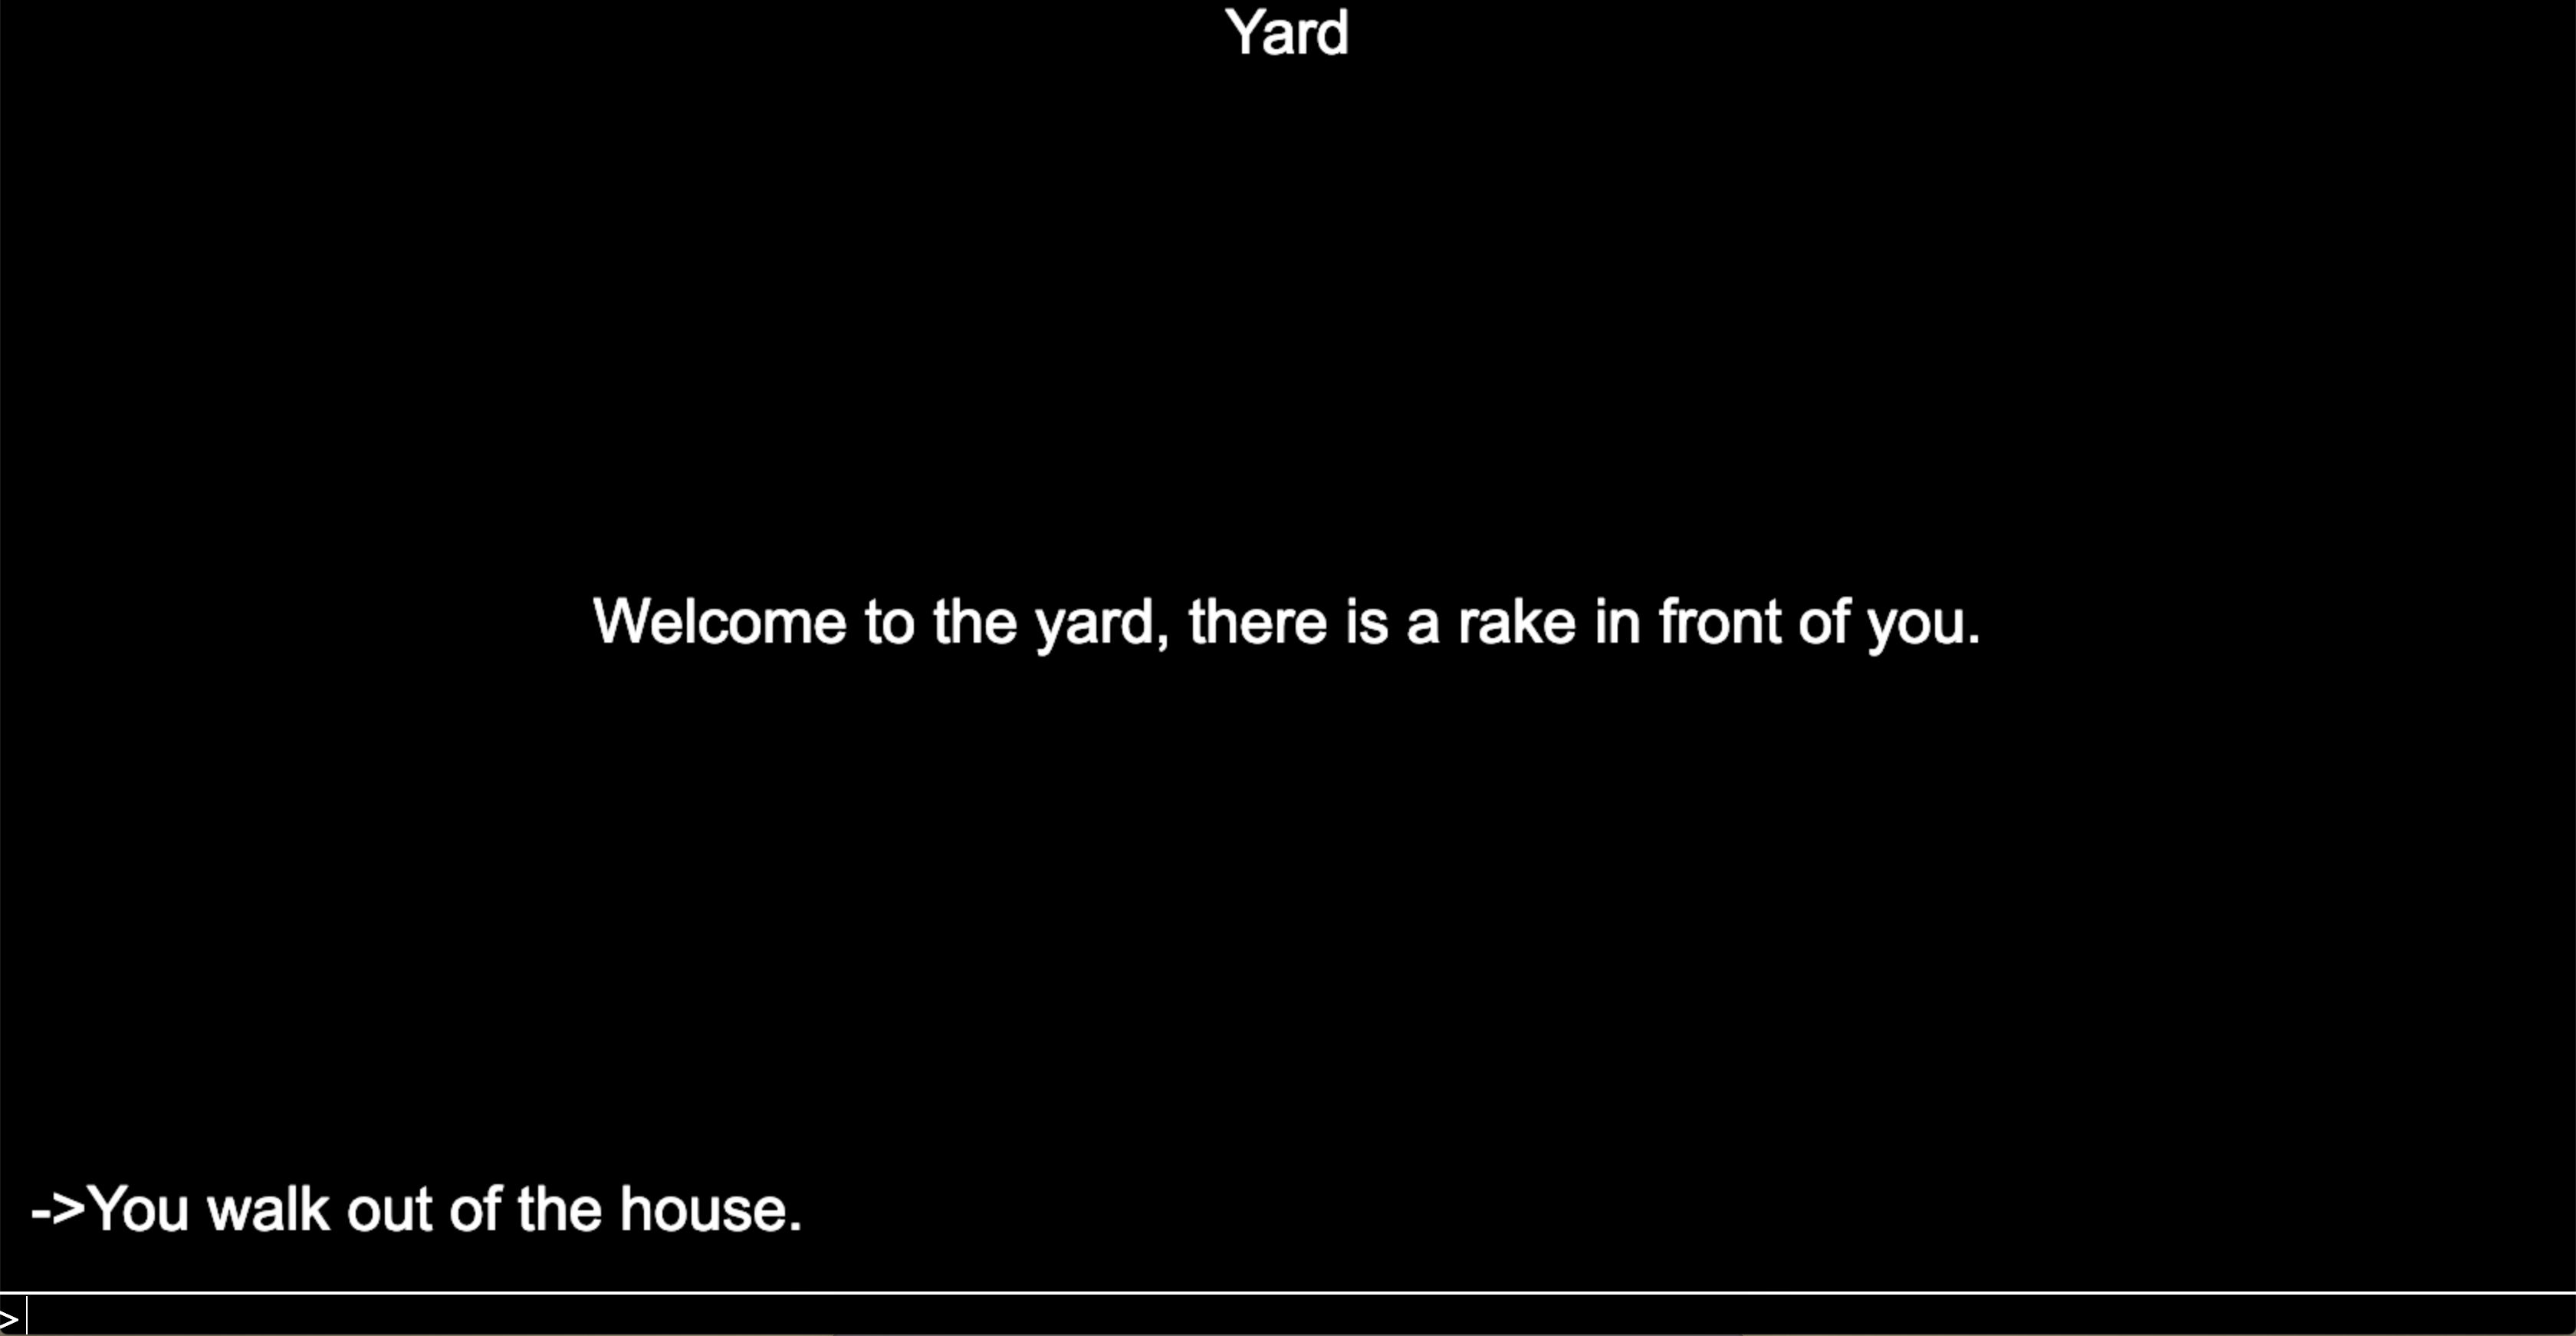 Yard
Welcome to the yard, there is a rake in front of you.
->You walk out of the house.
>